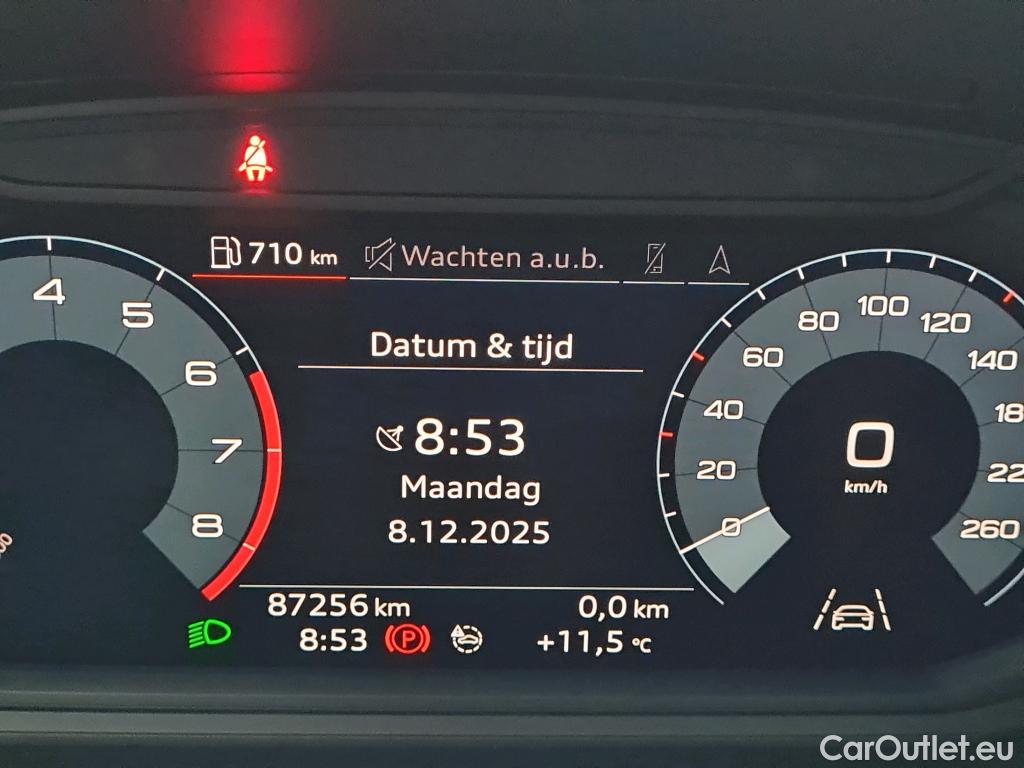 710 km
Wachten a.u.b.
Datum & tijd
8:53
Maandag
8.12.2025
87256 km
0,0 km
8:53
P
+11,5 °C
4
5
6
7
8
0
20
40
60
80
100
120
140
260
0
km/h
CarOutlet.eu